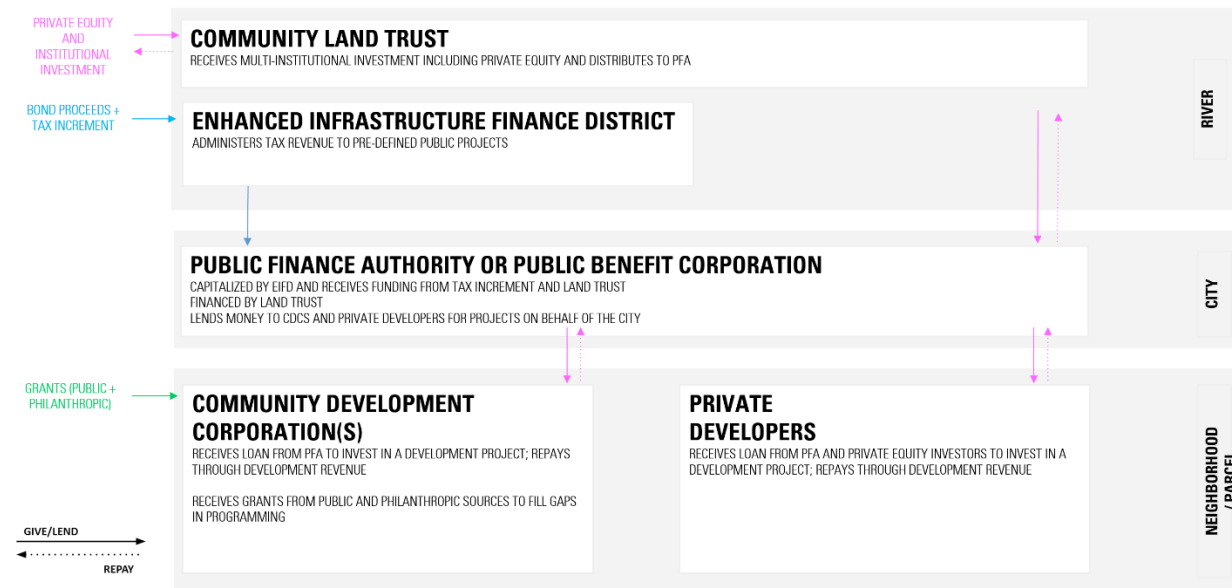 PRIVATE EQUITY
AND
INSTITUTIONAL
INVESTMENT
COMMUNITY LAND TRUST
RECEIVES MULTI-INSTITUTIONAL INVESTMENT INCLUDING PRIVATE EQUITY AND DISTRIBUTES TO PFA
BOND PROCEEDS +
TAX INCREMENT
ENHANCED INFRASTRUCTURE FINANCE DISTRICT
ADMINISTERS TAX REVENUE TO PRE-DEFINED PUBLIC PROJECTS
RIVER
PUBLIC FINANCE AUTHORITY OR PUBLIC BENEFIT CORPORATION
CAPITALIZED BY EIFD AND RECEIVES FUNDING FROM TAX INCREMENT AND LAND TRUST
FINANCED BY LAND TRUST
LENDS MONEY TO CDCS AND PRIVATE DEVELOPERS FOR PROJECTS ON BEHALF OF THE CITY
CITY
GRANTS (PUBLIC +
PHILANTHROPIC)
COMMUNITY DEVELOPMENT
CORPORATION(S)
RECEIVES LOAN FROM PFA TO INVEST IN A DEVELOPMENT PROJECT; REPAYS
THROUGH DEVELOPMENT REVENUE
RECEIVES GRANTS FROM PUBLIC AND PHILANTHROPIC SOURCES TO FILL GAPS
IN PROGRAMMING
PRIVATE
DEVELOPERS
RECEIVES LOAN FROM PFA AND PRIVATE EQUITY INVESTORS TO INVEST IN A
DEVELOPMENT PROJECT; REPAYS THROUGH DEVELOPMENT REVENUE
NEIGHBORHOOD
/ PARCEL
GIVE/LEND
REPAY